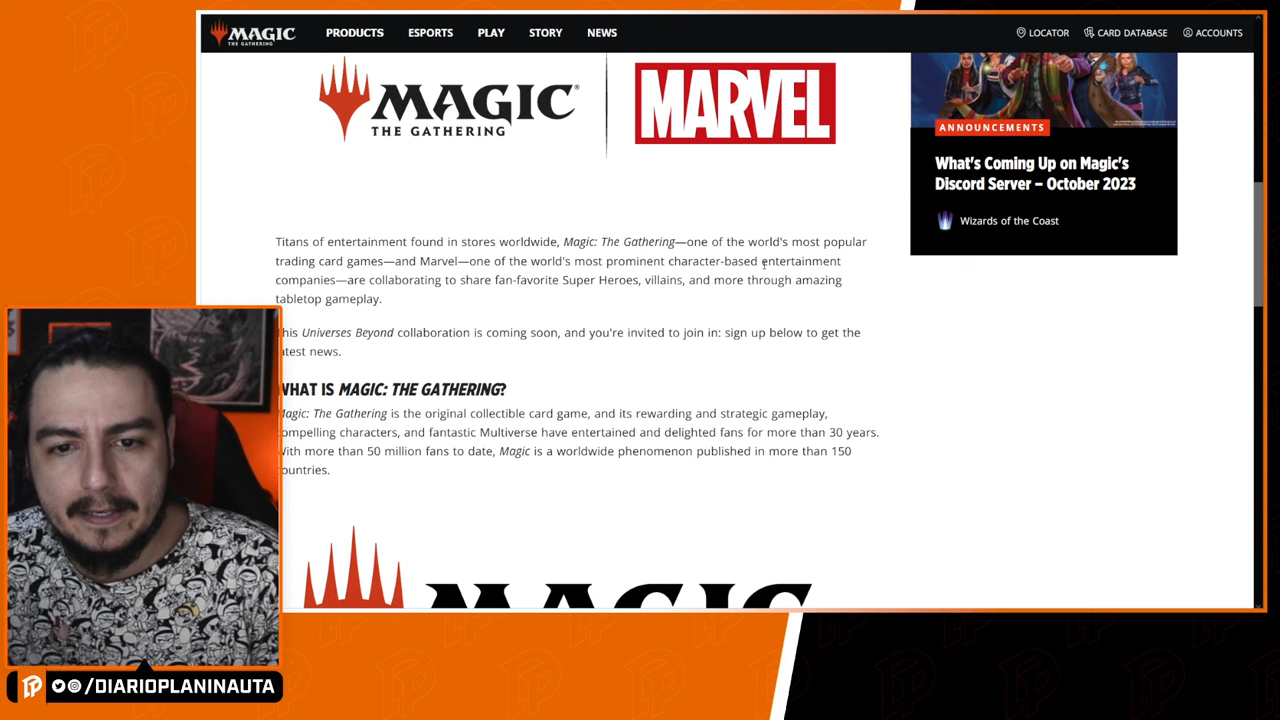 MAGIC
THE GATHERING
PRODUCTS ESPORTS PLAY STORY NEWS
LOCATOR CARD DATABASE ACCOUNTS
MAGIC®
THE GATHERING
MARVEL
ANNOUNCEMENTS
What's Coming Up on Magic's
Discord Server – October 2023
Wizards of the Coast
Titans of entertainment found in stores worldwide, Magic: The Gathering—one of the world's most popular
trading card games—and Marvel—one of the world's most prominent character-based entertainment
companies—are collaborating to share fan-favorite Super Heroes, villains, and more through amazing
tabletop gameplay.
his Universes Beyond collaboration is coming soon, and you're invited to join in: sign up below to get the
atest news.
WHAT IS MAGIC: THE GATHERING?
Magic: The Gathering is the original collectible card game, and its rewarding and strategic gameplay,
ompelling characters, and fantastic Multiverse have entertained and delighted fans for more than 30 years.
With more than 50 million fans to date, Magic is a worldwide phenomenon published in more than 150
ountries.
MAGIC
/DIARIOPLANINAUTA